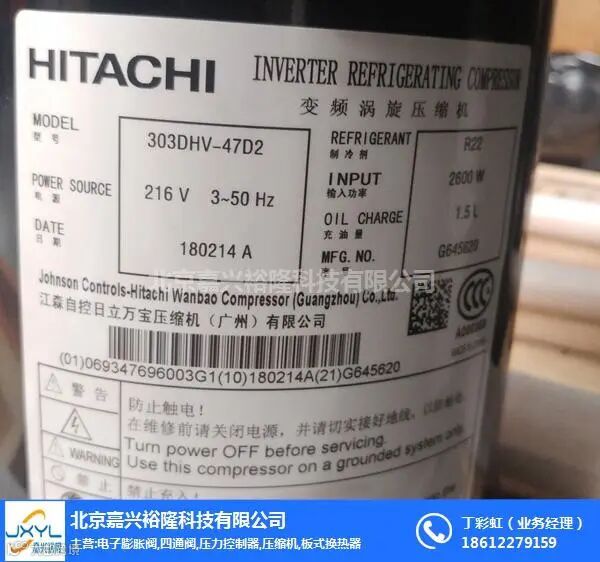 HITACHI INVERTER REFRIGERATING COMPRESSOR
变频涡旋压缩机
MODEL 303DHV-47D2 REFRIGERANT R22
型号 制冷剂
POWER SOURCE 216 V 3~50 Hz INPUT 2600 W
电源 输入功率
OIL CHARGE 1.5 L
充油量
DATE 180214 A MFG. NO. G645620
日期
北京嘉兴裕隆科技有限公司
Johnson Controls-Hitachi Wanbao Compressor (Guangzhou) Co.,Ltd.
江森自控日立万宝压缩机（广州）有限公司
(01)069347696003G1(10)180214A(21)G645620
警告 防止触电!
在维修前请关闭电源，并请切实接好地线，以
WARNING Turn power OFF before servicing.
Use this compressor on a grounded system only.
禁止 禁止充入!
JXYL
北京嘉兴裕隆科技有限公司
主营:电子膨胀阀,四通阀,压力控制器,压缩机,板式换热器
丁彩虹（业务经理）
18612279159